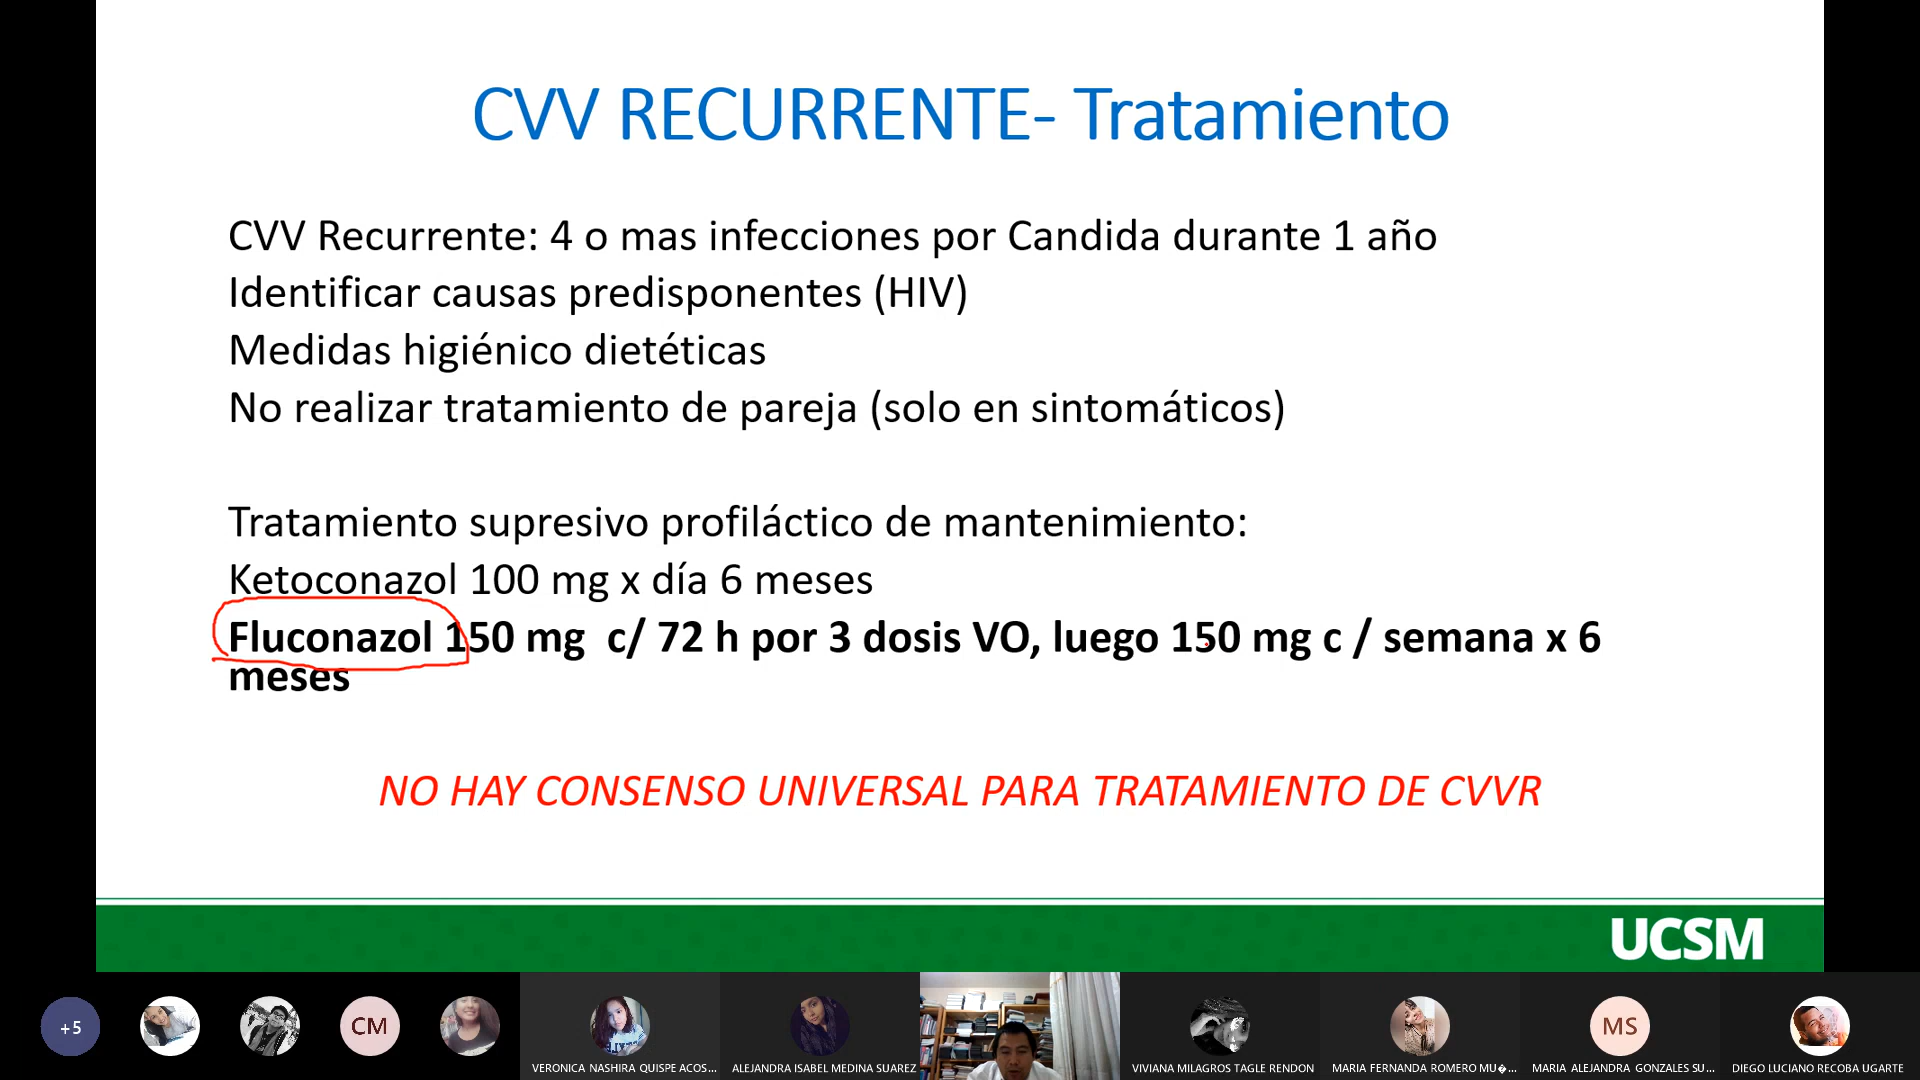 CVV RECURRENTE- Tratamiento
CVV Recurrente: 4 o mas infecciones por Candida durante 1 año
Identificar causas predisponentes (HIV)
Medidas higiénico dietéticas
No realizar tratamiento de pareja (solo en sintomáticos)
Tratamiento supresivo profiláctico de mantenimiento:
Ketoconazol 100 mg x día 6 meses
Fluconazol 150 mg c/ 72 h por 3 dosis VO, luego 150 mg c / semana x 6
meses
NO HAY CONSENSO UNIVERSAL PARA TRATAMIENTO DE CVVR
UCSM
+5
CM
MS
VERONICA NASHIRA QUISPE ACOS...
ALEJANDRA ISABEL MEDINA SUAREZ
VIVIANA MILAGROS TAGLE RENDON
MARIA FERNANDA ROMERO MU�...
MARIA ALEJANDRA GONZALES SU...
DIEGO LUCIANO RECOBA UGARTE